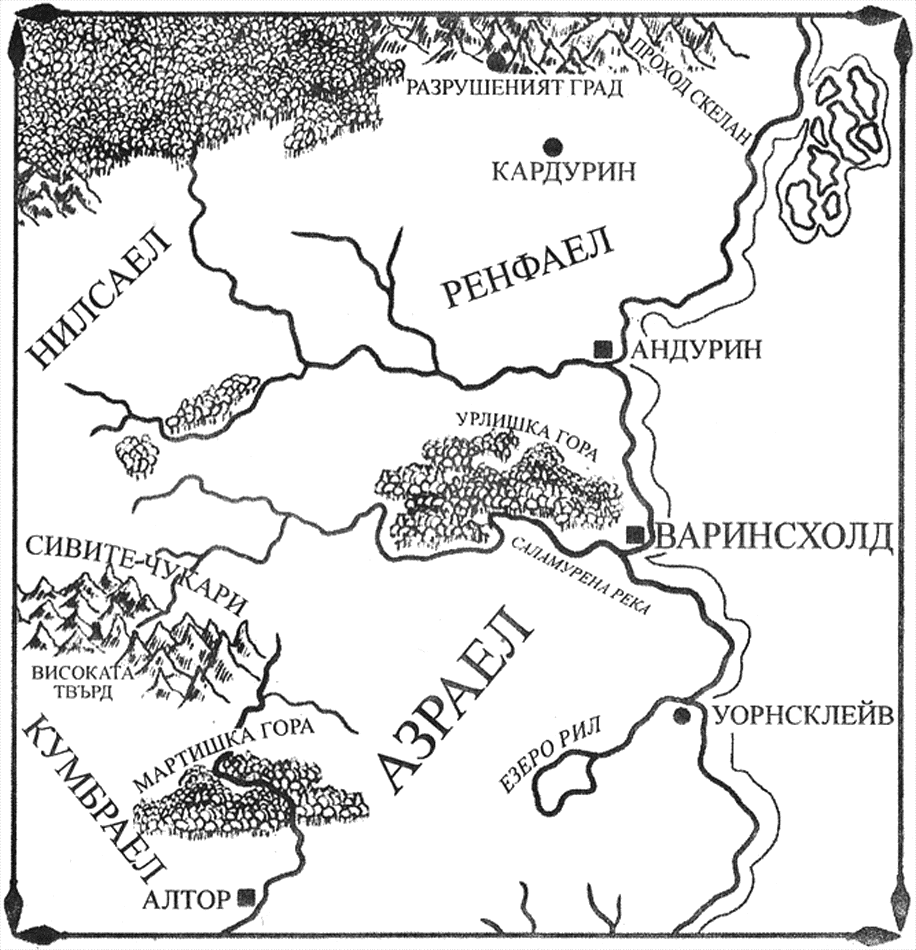 РАЗРУШЕНИЯТ ГРАД
ПРОХОД СКЕЛАН
КАРДУРИН
НИЛСАЕЛ
РЕНФАЕЛ
АНДУРИН
УРЛИШКА ГОРА
ВАРИНСХОЛД
САЛАМУРЕНА РЕКА
СИВИТЕ ЧУКАРИ
ВИСОКАТА
ТВЪРД
АЗРАЕЛ
УОРНСКЛЕЙВ
ЕЗЕРО РИЛ
КУМБРАЕЛ
МАРТИШКА ГОРА
АЛТОР